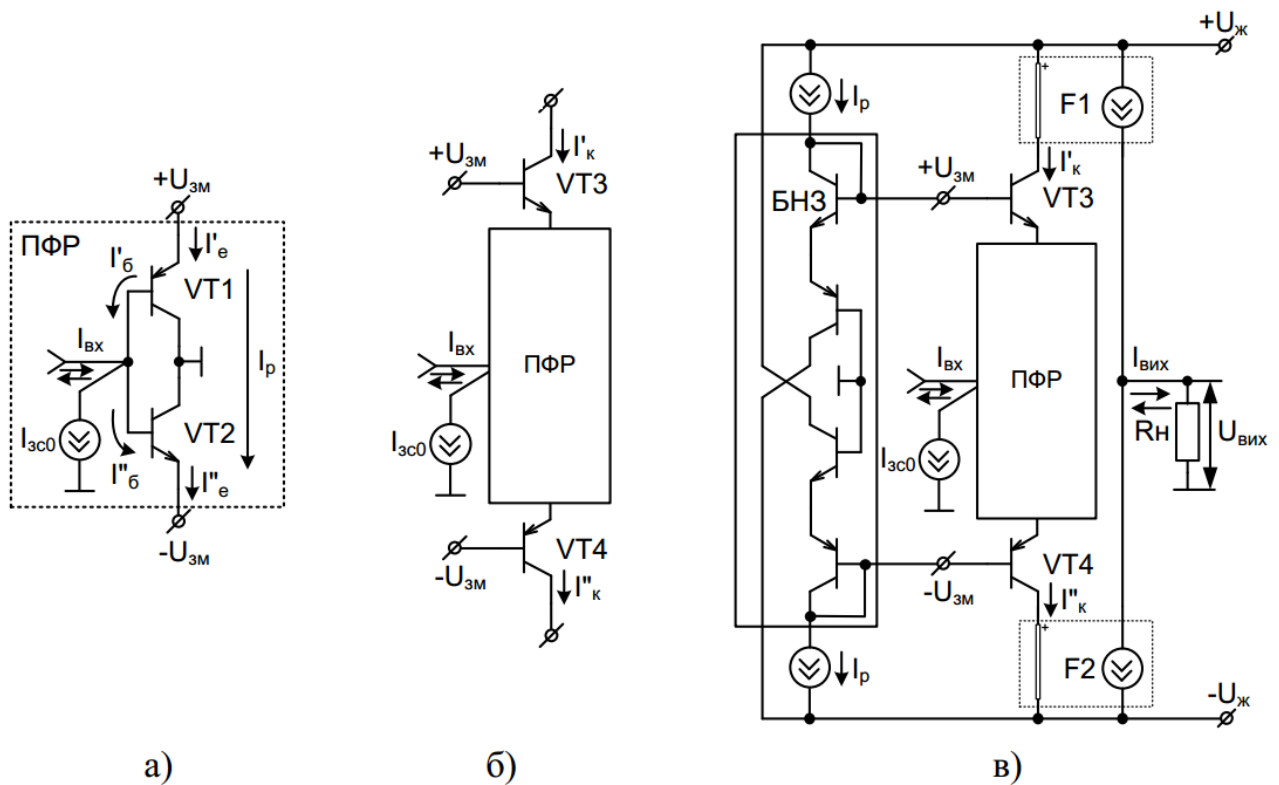 +Uзм
ПФР
I'е
I'б
VT1
Iвх
Iр
VT2
Iзс0
I"б
I"е
-Uзм
а)
I'к
+Uзм
VT3
Iвх
ПФР
Iзс0
VT4
-Uзм
I"к
б)
+Uж
+
F1
Iр
I'к
+Uзм
БНЗ
VT3
Iвх
ПФР
Iвих
Rн
Uвих
Iзс0
VT4
-Uзм
I"к
+
F2
Iр
-Uж
в)